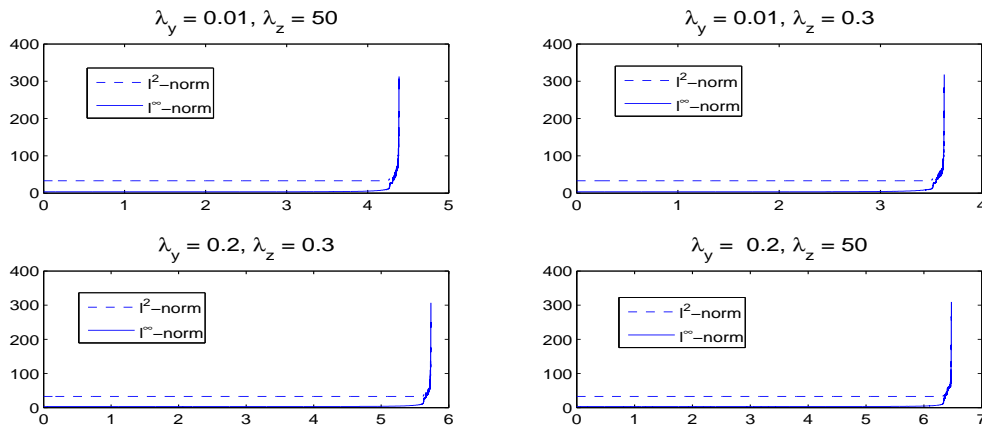 λy = 0.01, λz = 50
400
300
200
100
0
l²−norm
l∞−norm
0 1 2 3 4 5
λy = 0.01, λz = 0.3
400
300
200
100
0
l²−norm
l∞−norm
0 1 2 3 4
λy = 0.2, λz = 0.3
400
300
200
100
0
l²−norm
l∞−norm
0 1 2 3 4 5 6
λy = 0.2, λz = 50
400
300
200
100
0
l²−norm
l∞−norm
0 1 2 3 4 5 6 7